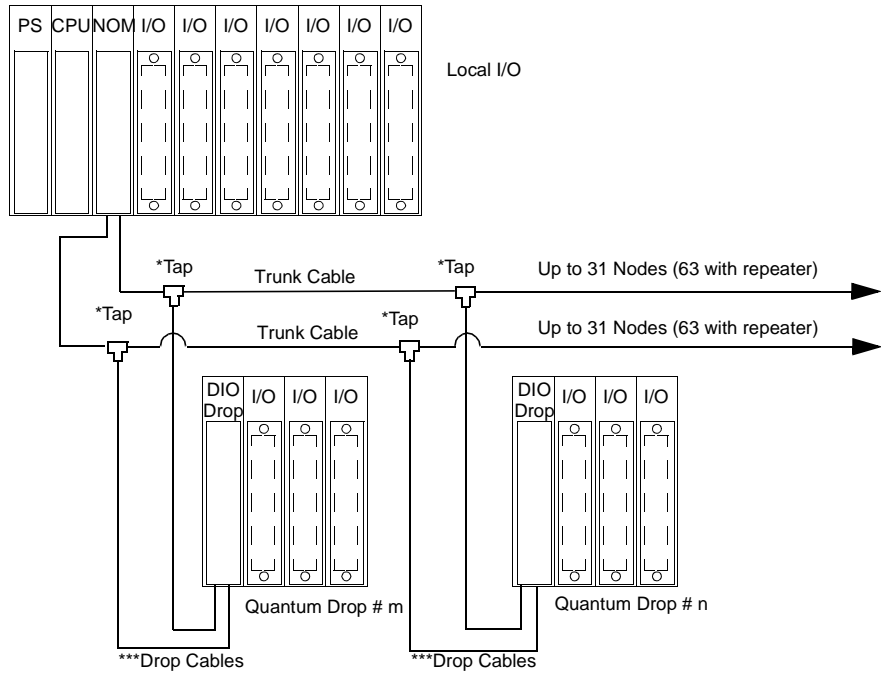 PS CPU NOM I/O I/O I/O I/O I/O I/O I/O
Local I/O
*Tap
Trunk Cable
*Tap
Up to 31 Nodes (63 with repeater)
*Tap
Trunk Cable
*Tap
Up to 31 Nodes (63 with repeater)
DIO
Drop
I/O I/O I/O
DIO
Drop
I/O I/O I/O
Quantum Drop # m
Quantum Drop # n
***Drop Cables
***Drop Cables